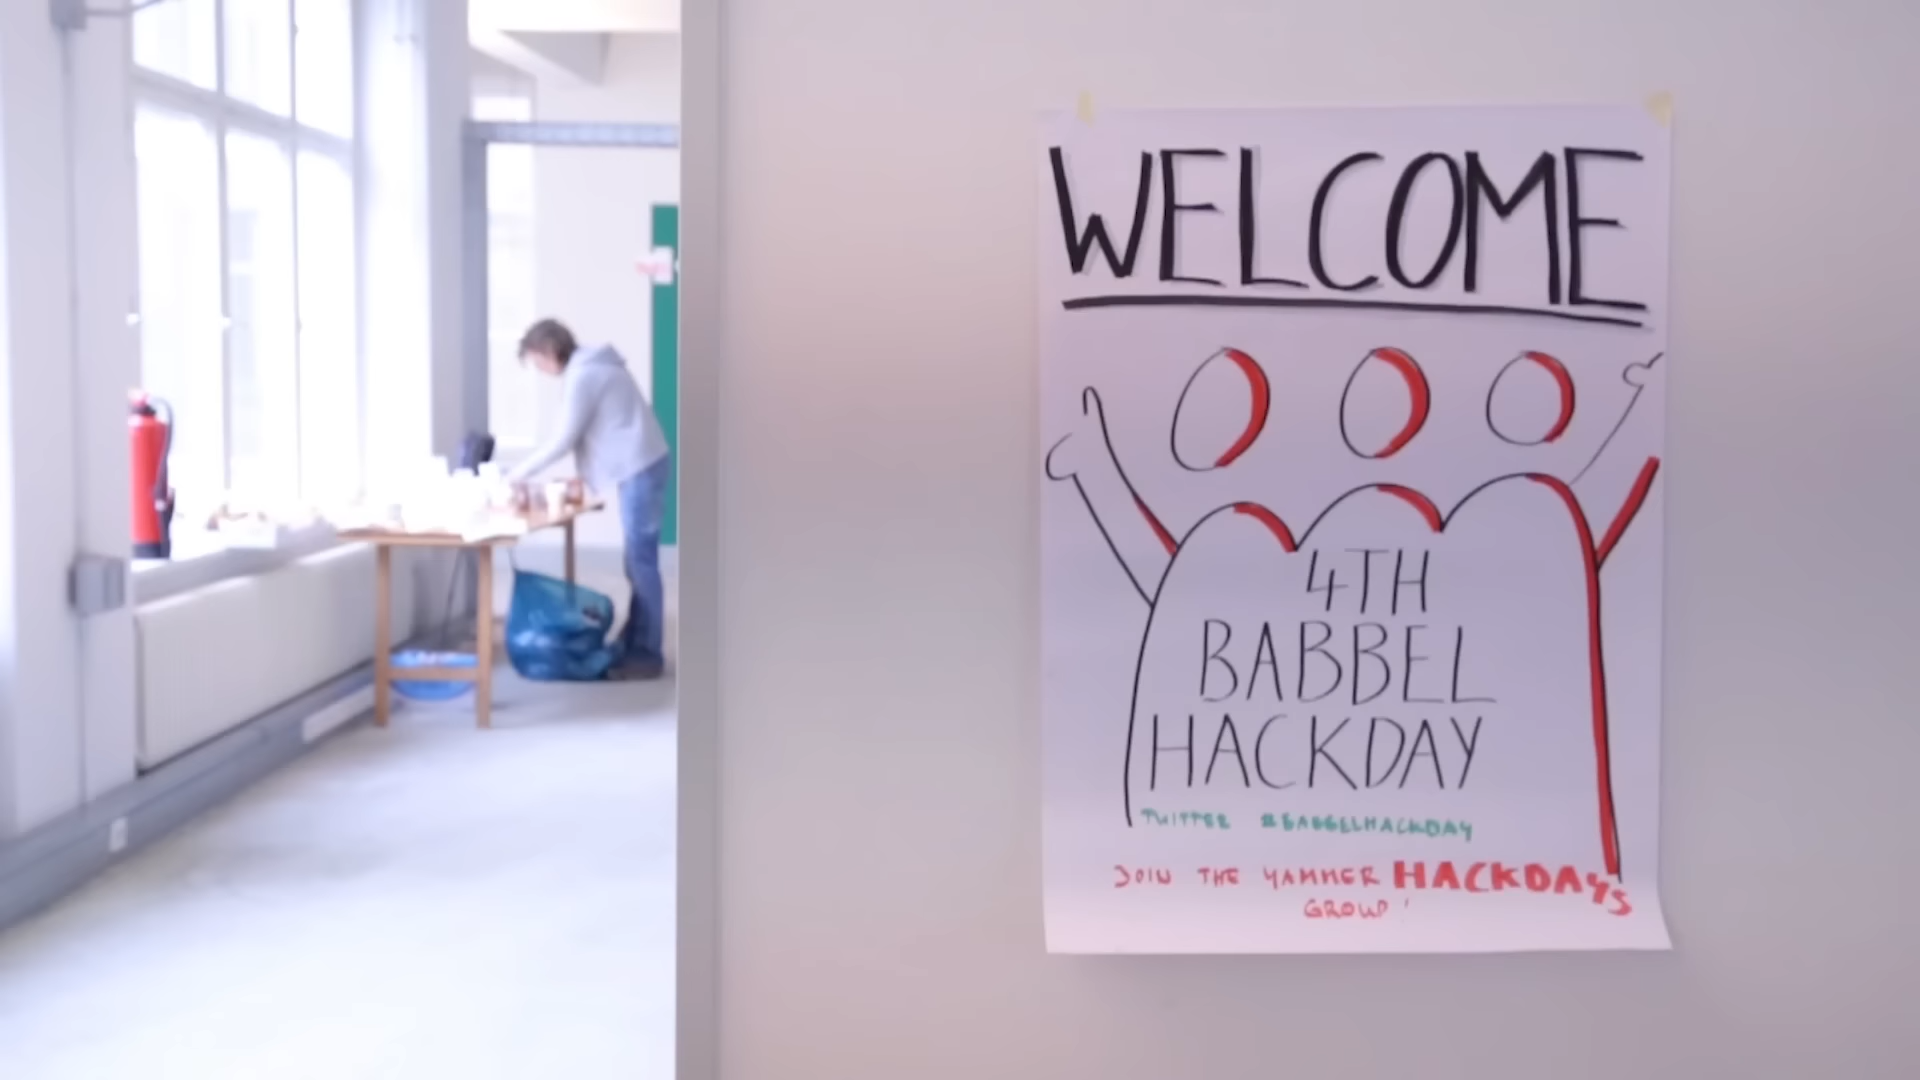 WELCOME
4TH
BABBEL
HACKDAY
TWITTER #BABBELHACKDAY
JOIN THE YAMMER HACKDAYS
GROUP!